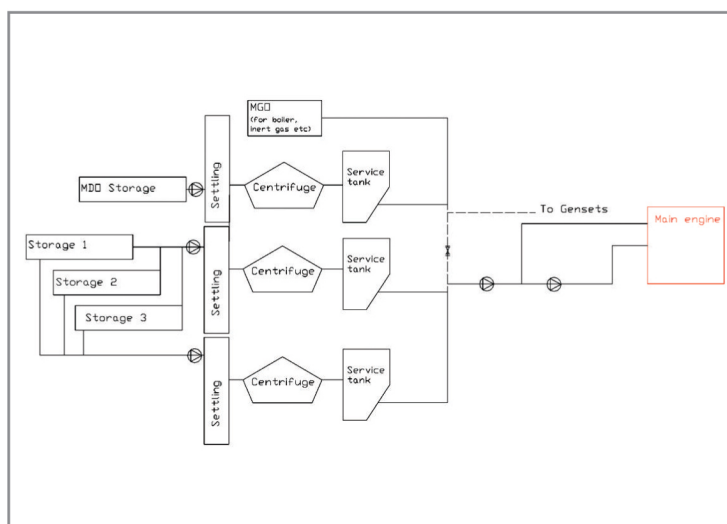 MGO
(for boiler,
inert gas etc)
Settling
Centrifuge
Service
tank
MDO Storage
To Gensets
Main engine
Storage 1
Storage 2
Storage 3
Settling
Centrifuge
Service
tank
Settling
Centrifuge
Service
tank